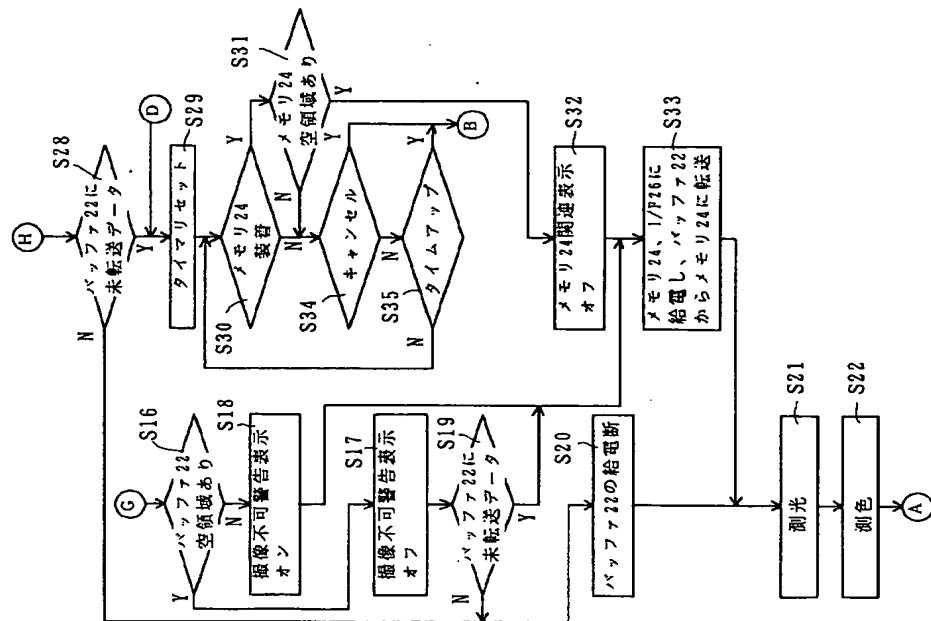 H
S28
バッファ22に
未転送データ
N
Y
D
S29
タイマリセット
S30
メモリ24
装着
Y
N
S31
メモリ24
空領域あり
N
Y
S34
キャンセル
Y
N
B
S35
タイムアップ
Y
N
S32
メモリ24関連表示
オフ
S33
メモリ24、I/F26に
給電し、バッファ22
からメモリ24に転送
G
S16
バッファ22
空領域あり
Y
N
S18
撮像不可警告表示
オン
S17
撮像不可警告表示
オフ
S19
バッファ22に
未転送データ
N
Y
S20
バッファ22の給電断
S21
測光
S22
測色
A